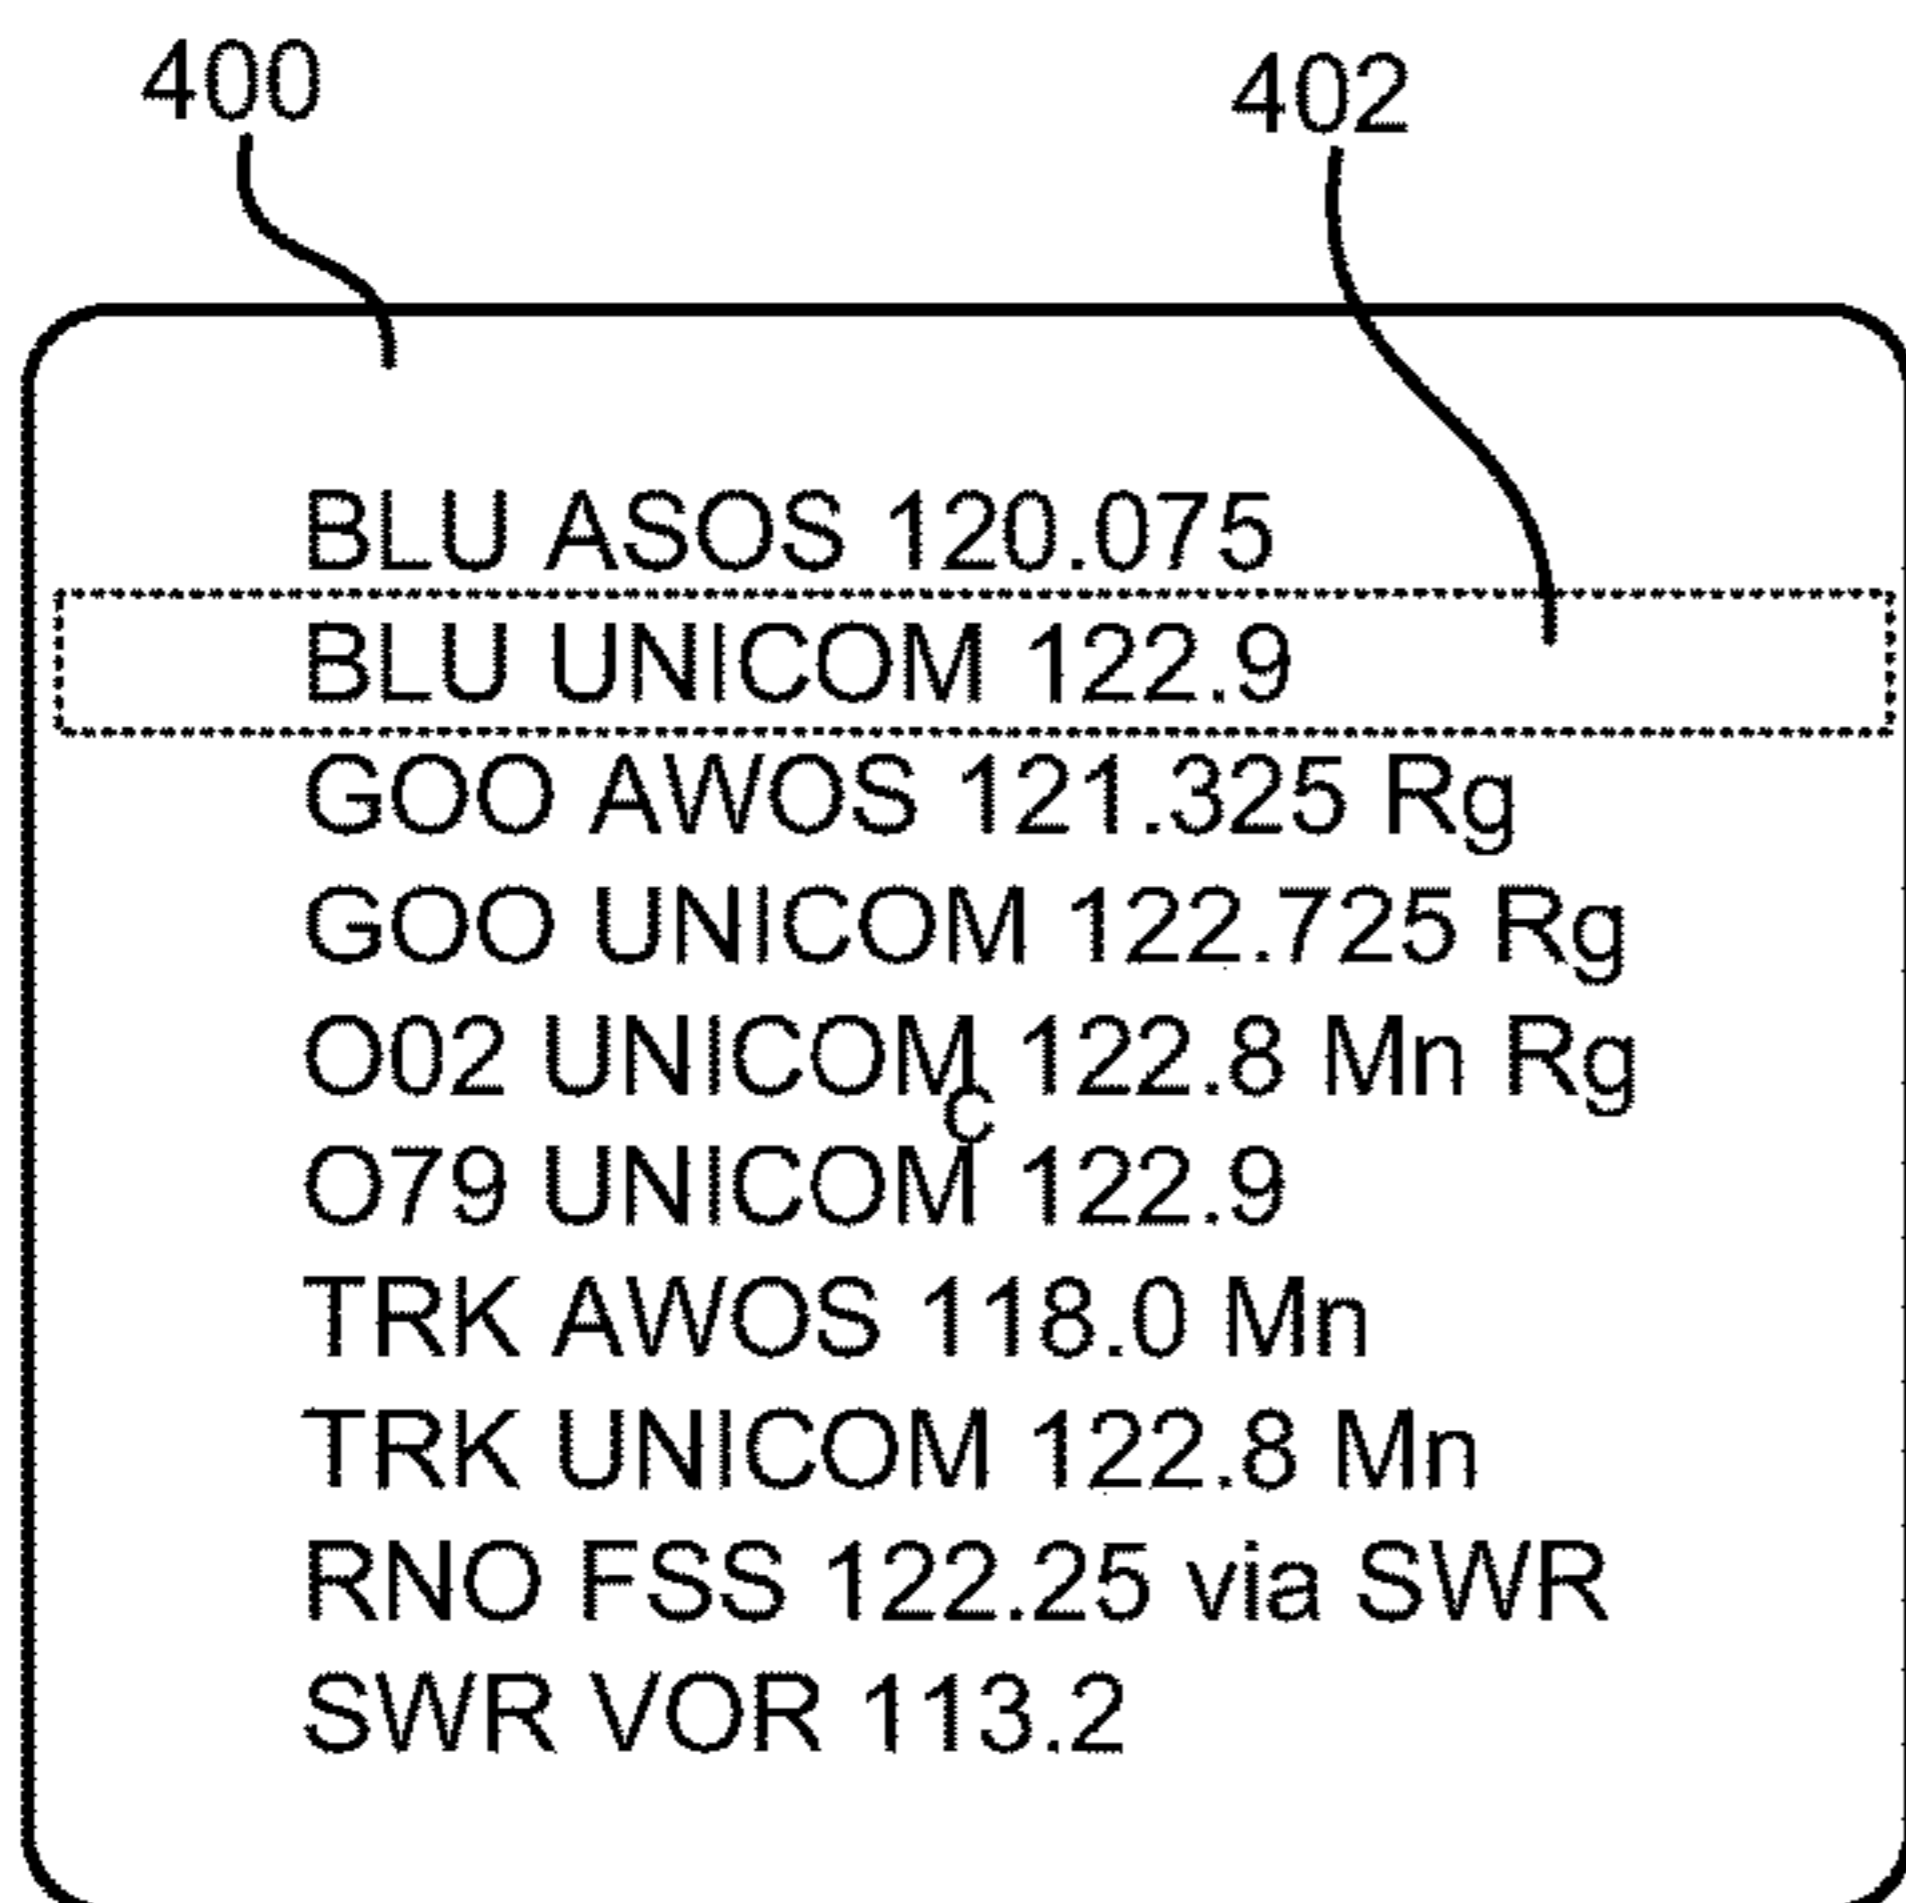 400 402
BLU ASOS 120.075
BLU UNICOM 122.9
GOO AWOS 121.325 Rg
GOO UNICOM 122.725 Rg
O02 UNICOM 122.8 Mn Rg
C
O79 UNICOM 122.9
TRK AWOS 118.0 Mn
TRK UNICOM 122.8 Mn
RNO FSS 122.25 via SWR
SWR VOR 113.2